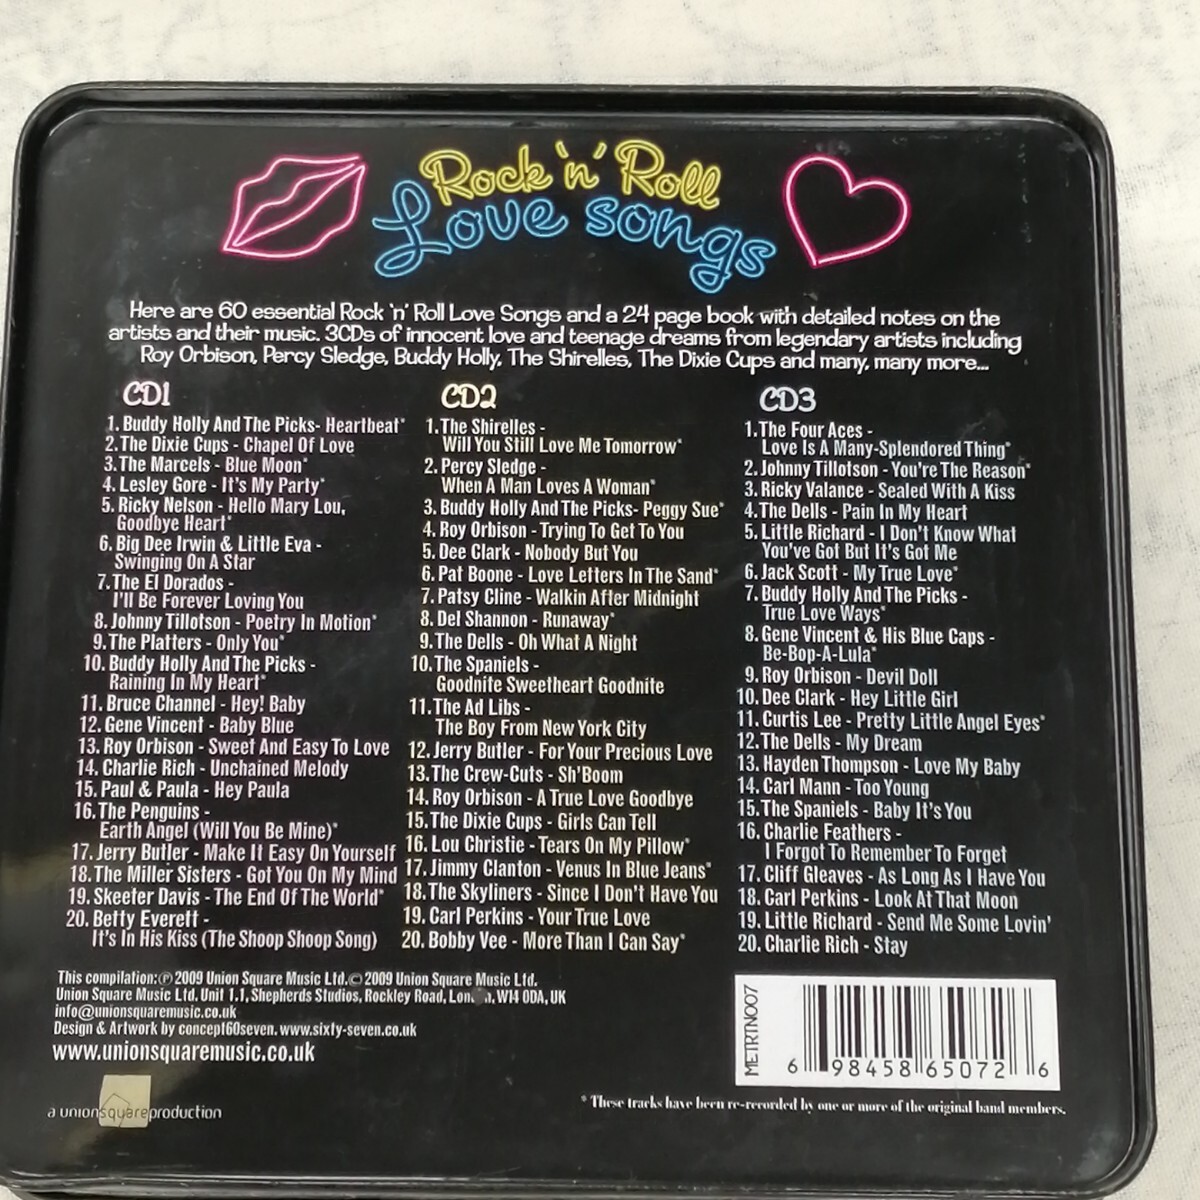 Rock 'n' Roll
Love songs
Here are 60 essential Rock 'n' Roll Love Songs and a 24 page book with detailed notes on the
artists and their music. 3CDs of innocent love and teenage dreams from legendary artists including
Roy Orbison, Percy Sledge, Buddy Holly, The Shirelles, The Dixie Cups and many, many more...
CD1
1. Buddy Holly And The Picks- Heartbeat*
2. The Dixie Cups - Chapel Of Love
3. The Marcels - Blue Moon*
4. Lesley Gore - It's My Party*
5. Ricky Nelson - Hello Mary Lou,
Goodbye Heart*
6. Big Dee Irwin & Little Eva -
Swinging On A Star
7. The El Dorados -
I'll Be Forever Loving You
8. Johnny Tillotson - Poetry In Motion*
9. The Platters - Only You*
10. Buddy Holly And The Picks -
Raining In My Heart*
11. Bruce Channel - Hey! Baby
12. Gene Vincent - Baby Blue
13. Roy Orbison - Sweet And Easy To Love
14. Charlie Rich - Unchained Melody
15. Paul & Paula - Hey Paula
16. The Penguins -
Earth Angel (Will You Be Mine)*
17. Jerry Butler - Make It Easy On Yourself
18. The Miller Sisters - Got You On My Mind
19. Skeeter Davis - The End Of The World*
20. Betty Everett -
It's In His Kiss (The Shoop Shoop Song)
CD2
1. The Shirelles -
Will You Still Love Me Tomorrow*
2. Percy Sledge -
When A Man Loves A Woman*
3. Buddy Holly And The Picks- Peggy Sue*
4. Roy Orbison - Trying To Get To You
5. Dee Clark - Nobody But You
6. Pat Boone - Love Letters In The Sand*
7. Patsy Cline - Walkin After Midnight
8. Del Shannon - Runaway*
9. The Dells - Oh What A Night
10. The Spaniels -
Goodnite Sweetheart Goodnite
11. The Ad Libs -
The Boy From New York City
12. Jerry Butler - For Your Precious Love
13. The Crew-Cuts - Sh'Boom
14. Roy Orbison - A True Love Goodbye
15. The Dixie Cups - Girls Can Tell
16. Lou Christie - Tears On My Pillow*
17. Jimmy Clanton - Venus In Blue Jeans*
18. The Skyliners - Since I Don't Have You
19. Carl Perkins - Your True Love
20. Bobby Vee - More Than I Can Say*
CD3
1. The Four Aces -
Love Is A Many-Splendored Thing*
2. Johnny Tillotson - You're The Reason*
3. Ricky Valance - Sealed With A Kiss
4. The Dells - Pain In My Heart
5. Little Richard - I Don't Know What
You've Got But It's Got Me
6. Jack Scott - My True Love*
7. Buddy Holly And The Picks -
True Love Ways*
8. Gene Vincent & His Blue Caps -
Be-Bop-A-Lula*
9. Roy Orbison - Devil Doll
10. Dee Clark - Hey Little Girl
11. Curtis Lee - Pretty Little Angel Eyes*
12. The Dells - My Dream
13. Hayden Thompson - Love My Baby
14. Carl Mann - Too Young
15. The Spaniels - Baby It's You
16. Charlie Feathers -
I Forgot To Remember To Forget
17. Cliff Gleaves - As Long As I Have You
18. Carl Perkins - Look At That Moon
19. Little Richard - Send Me Some Lovin'
20. Charlie Rich - Stay
This compilation: ℗ 2009 Union Square Music Ltd. © 2009 Union Square Music Ltd.
Union Square Music Ltd. Unit 1.1, Shepherds Studios, Rockley Road, W14 0DA, UK
info@unionsquaremusic.co.uk
Design & Artwork by concept60seven. www.sixty-seven.co.uk
www.unionsquaremusic.co.uk
a unionsquareproduction
METRTN007
6 98458 65072 6
* These tracks have been re-recorded by one or more of the original band members.